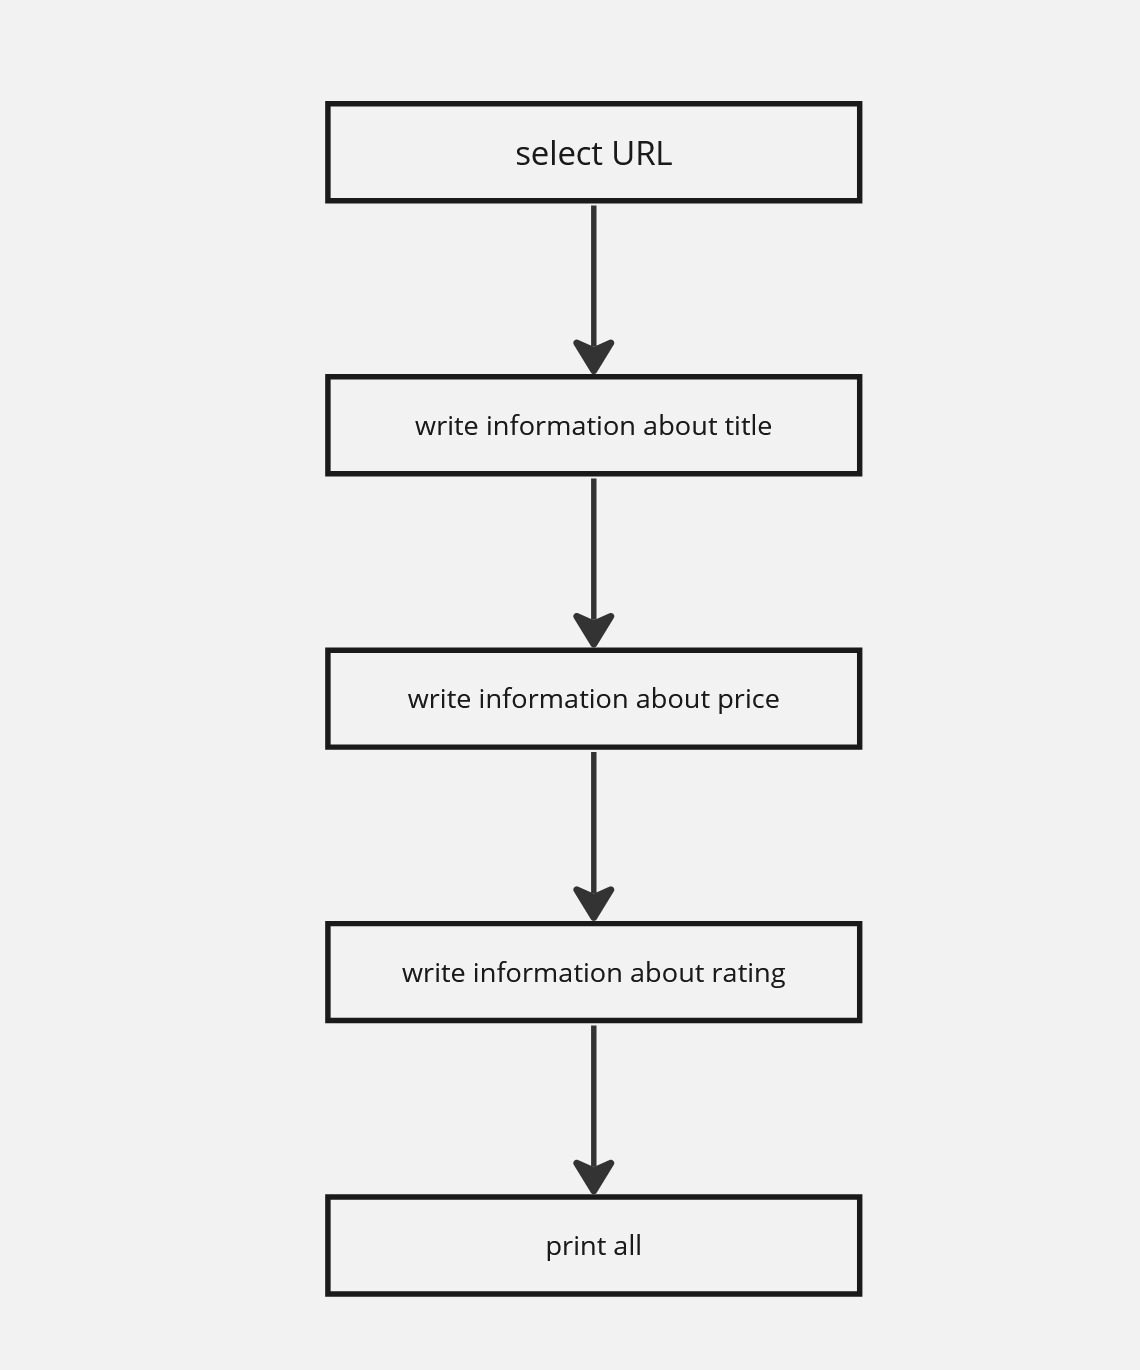 select URL
write information about title
write information about price
write information about rating
print all